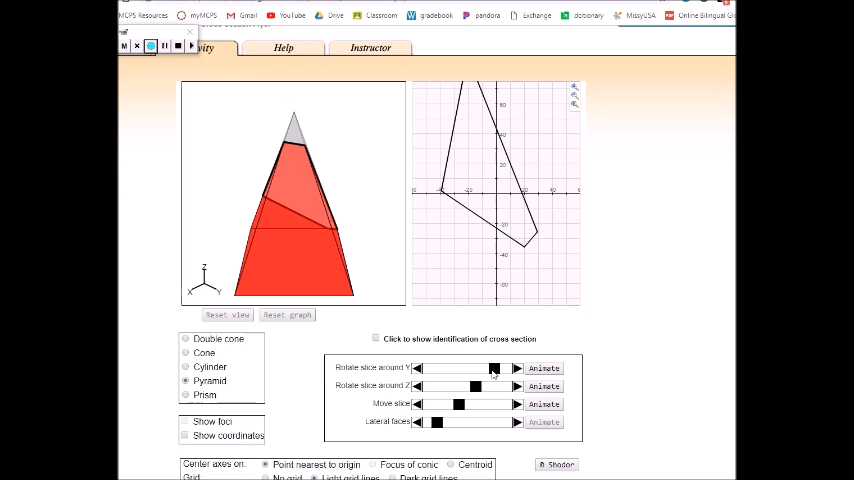 MCPS Resources myMCPS Gmail YouTube Drive Classroom gradebook pandora Exchange dcitionary MissyUSA Online Bilingual
M
vity Help Instructor
60
40
20
-20 20 40 6
-20
-40
-60
Z
X Y
Reset view Reset graph
Click to show identification of cross section
Double cone
Cone
Cylinder
Pyramid
Prism
Rotate slice around Y Animate
Rotate slice around Z Animate
Move slice Animate
Lateral faces Animate
Show foci
Show coordinates
Center axes on: Point nearest to origin Focus of conic Centroid
Shodor
Grid No grid Light grid lines Dark grid lines